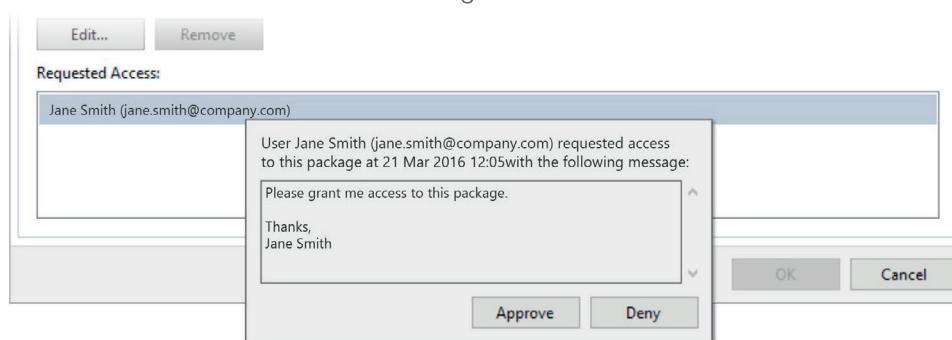 Edit... Remove
Requested Access:
Jane Smith (jane.smith@company.com)
User Jane Smith (jane.smith@company.com) requested access
to this package at 21 Mar 2016 12:05with the following message:
Please grant me access to this package.
Thanks,
Jane Smith
OK Cancel
Approve Deny